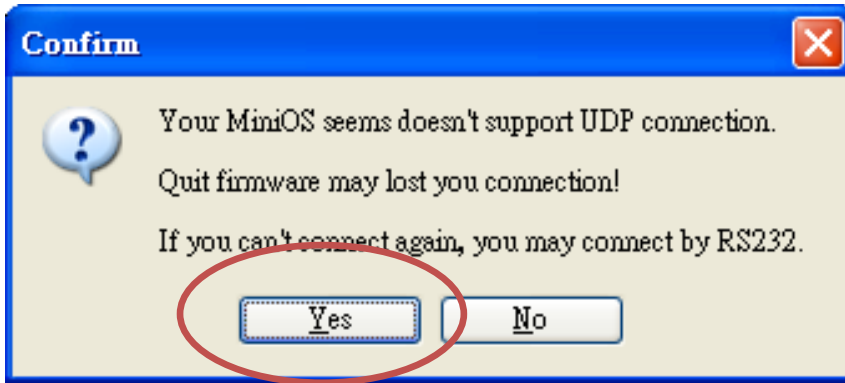 Confirm
Your MiniOS seems doesn't support UDP connection.
Quit firmware may lost you connection!
If you can't connect again, you may connect by RS232.
Yes
No